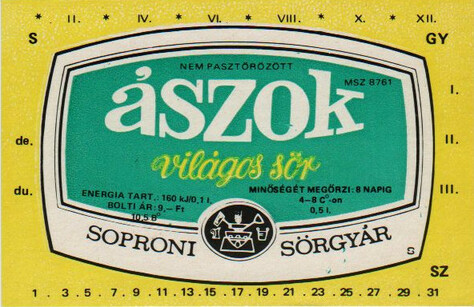 * . II. * IV. * VI. * VIII. * X. * XII.
S GY
NEM PASZTŐRÖZÖTT
MSZ 8761
ászok
világos sör
I.
de.
II.
du.
III.
ENERGIA TART.: 160 kJ/0,1 l.
BOLTI ÁR: 9,– Ft
10,5 B°
MINŐSÉGÉT MEGŐRZI: 8 NAPIG
4–8 C°-on
0,5 l.
SOPRONI SÖRGYÁR
S
SZ
1 . 3 . 5 . 7 . 9 . 11 . 13 . 15 . 17 . 19 . 21 . 23 . 25 . 27 . 29 . 31